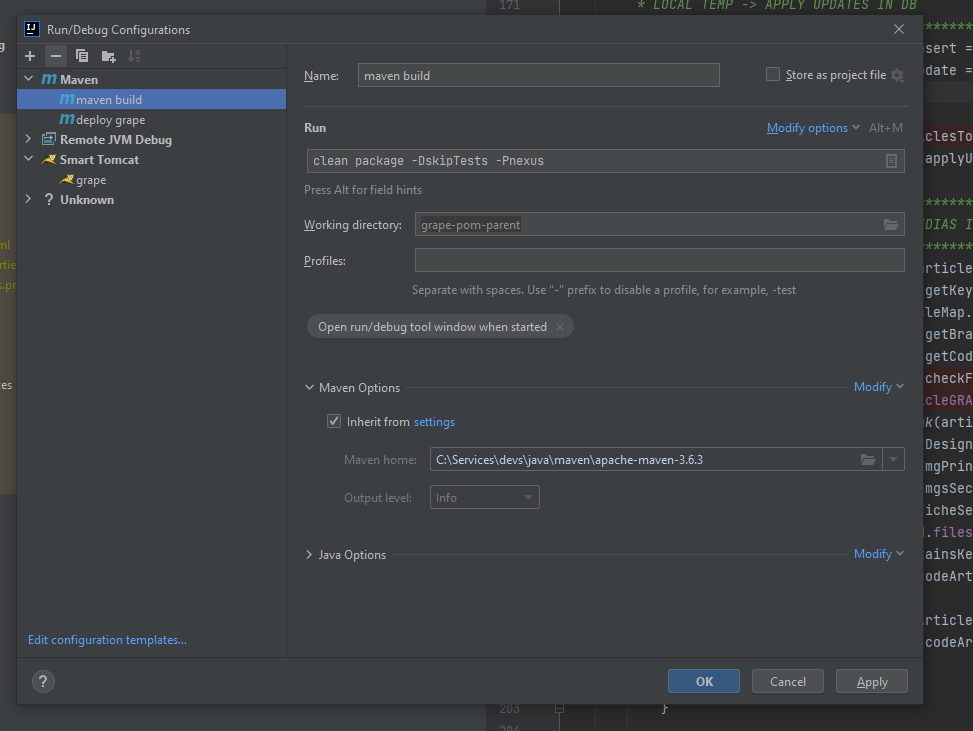 171
* LOCAL TEMP -> APPLY UPDATES IN DB
Run/Debug Configurations
Maven
maven build
deploy grape
Remote JVM Debug
Smart Tomcat
grape
? Unknown
Edit configuration templates...
Name:
maven build
Store as project file
Run
Modify options
Alt+M
clean package -DskipTests -Pnexus
Press Alt for field hints
Working directory:
grape-pom-parent
Profiles:
Separate with spaces. Use "-" prefix to disable a profile, for example, -test
Open run/debug tool window when started
Maven Options
Modify
Inherit from settings
Maven home:
C:\Services\devs\java\maven\apache-maven-3.6.3
Output level:
Info
Java Options
Modify
?
OK
Cancel
Apply
********
sert =
date =
clesTo
applyU
********
DIAS I
********
rticle
getKey
leMap.
getBra
getCod
checkF
cleGRA
k(arti
Design
mgPrin
mgsSec
icheSe
.files
ainsKe
odeArt
rticle
codeAr
203
}